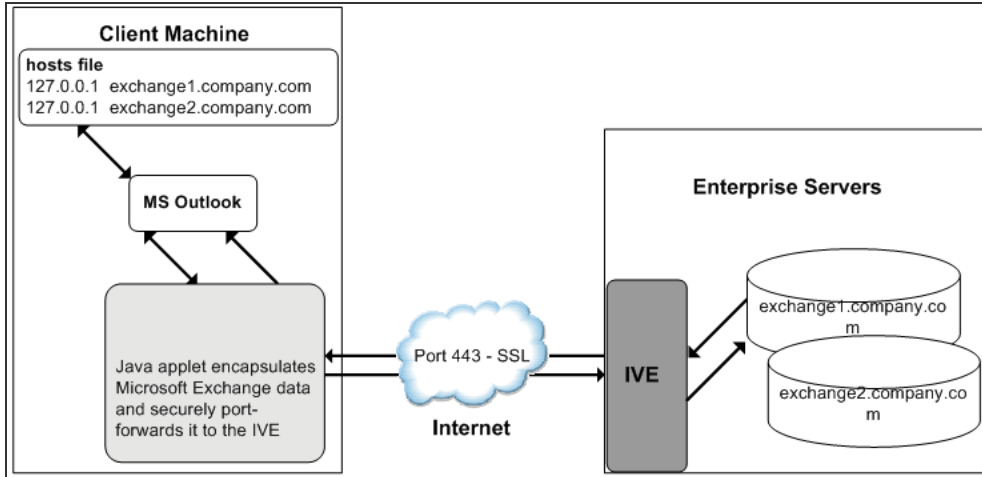 Client Machine
hosts file
127.0.0.1 exchange1.company.com
127.0.0.1 exchange2.company.com
MS Outlook
Java applet encapsulates
Microsoft Exchange data
and securely port-
forwards it to the IVE
Port 443 - SSL
Internet
Enterprise Servers
IVE
exchange1.company.co
m
exchange2.company.co
m